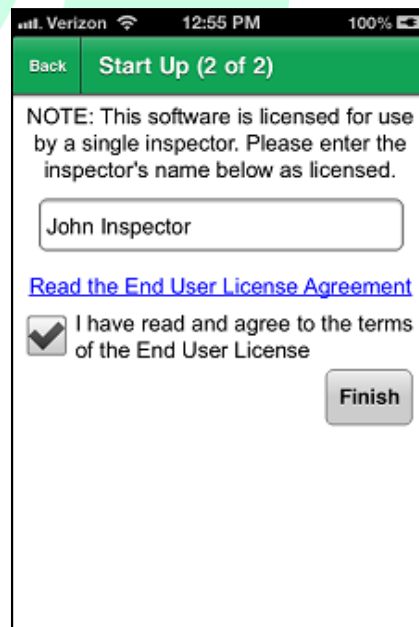 Verizon 12:55 PM 100%
Back Start Up (2 of 2)
NOTE: This software is licensed for use
by a single inspector. Please enter the
inspector's name below as licensed.
John Inspector
Read the End User License Agreement
I have read and agree to the terms
of the End User License
Finish